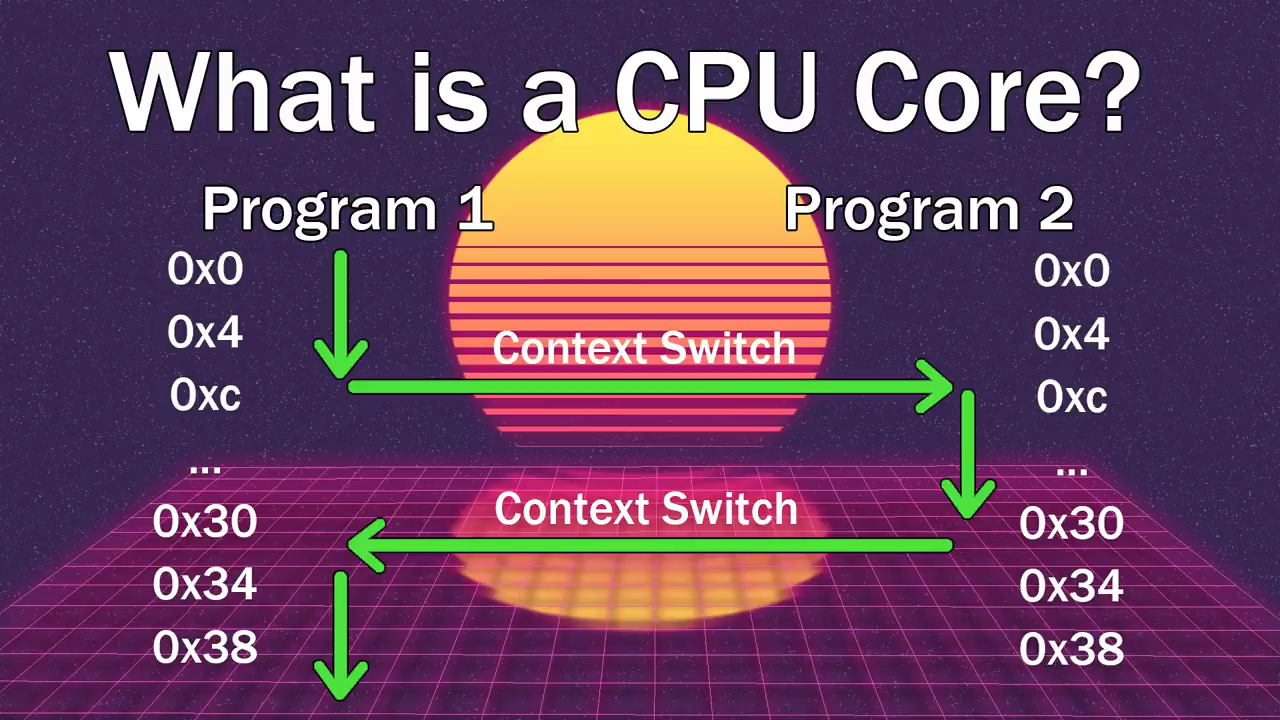 What is a CPU Core?
Program 1
Program 2
0x0
0x0
0x4
0x4
Context Switch
0xc
0xc
...
...
Context Switch
0x30
0x30
0x34
0x34
0x38
0x38